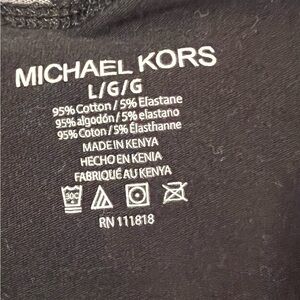 MICHAEL KORS
L/G/G
95% Cotton / 5% Elastane
95% algodón / 5% elastano
95% Coton / 5% Élasthanne
MADE IN KENYA
HECHO EN KENIA
FABRIQUÉ AU KENYA
30C
RN 111818